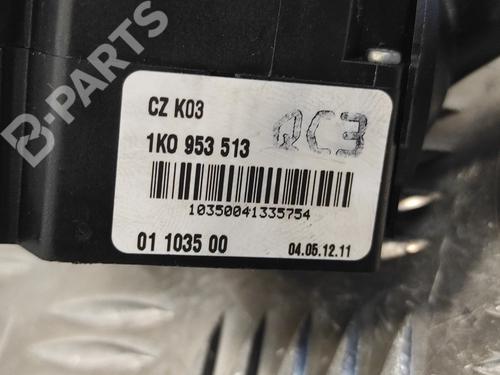 B-PARTS
CZ K03
1K0 953 513 QC3
10350041335754
01 1035 00 04.05.12.11